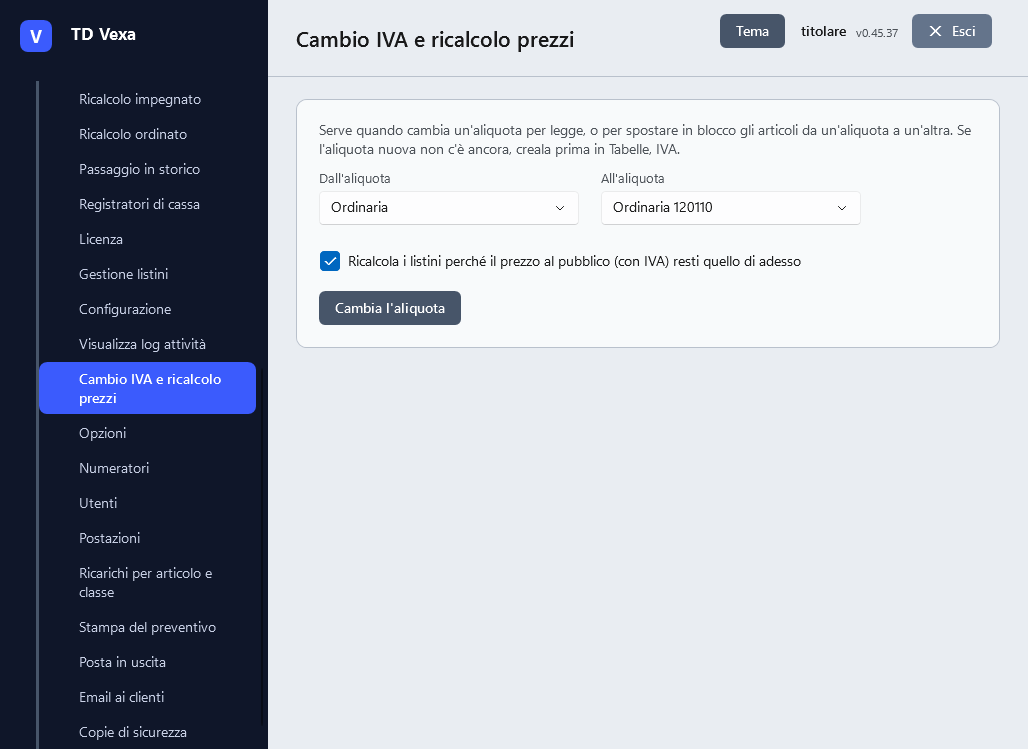 V
TD Vexa
Cambio IVA e ricalcolo prezzi
Tema
titolare
v0.45.37
Esci
Ricalcolo impegnato
Ricalcolo ordinato
Passaggio in storico
Registratori di cassa
Licenza
Gestione listini
Configurazione
Visualizza log attività
Cambio IVA e ricalcolo
prezzi
Opzioni
Numeratori
Utenti
Postazioni
Ricarichi per articolo e
classe
Stampa del preventivo
Posta in uscita
Email ai clienti
Copie di sicurezza
Serve quando cambia un'aliquota per legge, o per spostare in blocco gli articoli da un'aliquota a un'altra. Se
l'aliquota nuova non c'è ancora, creala prima in Tabelle, IVA.
Dall'aliquota
All'aliquota
Ordinaria
Ordinaria 120110
Ricalcola i listini perché il prezzo al pubblico (con IVA) resti quello di adesso
Cambia l'aliquota